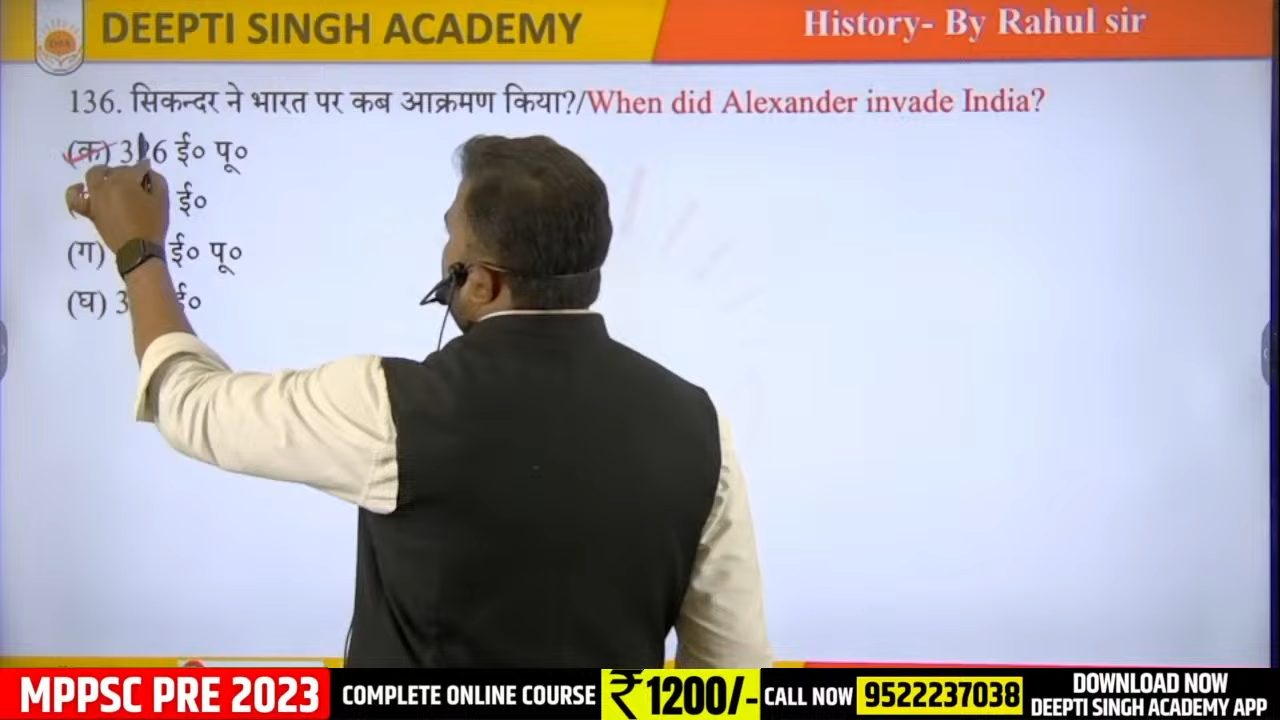 DEEPTI SINGH ACADEMY
History- By Rahul sir
136. सिकन्दर ने भारत पर कब आक्रमण किया?/When did Alexander invade India?
(क) 326 ई० पू०
ई०
(ग) ई० पू०
(घ) 3 ई०
MPPSC PRE 2023
COMPLETE ONLINE COURSE
₹1200/-
CALL NOW
9522237038
DOWNLOAD NOW
DEEPTI SINGH ACADEMY APP